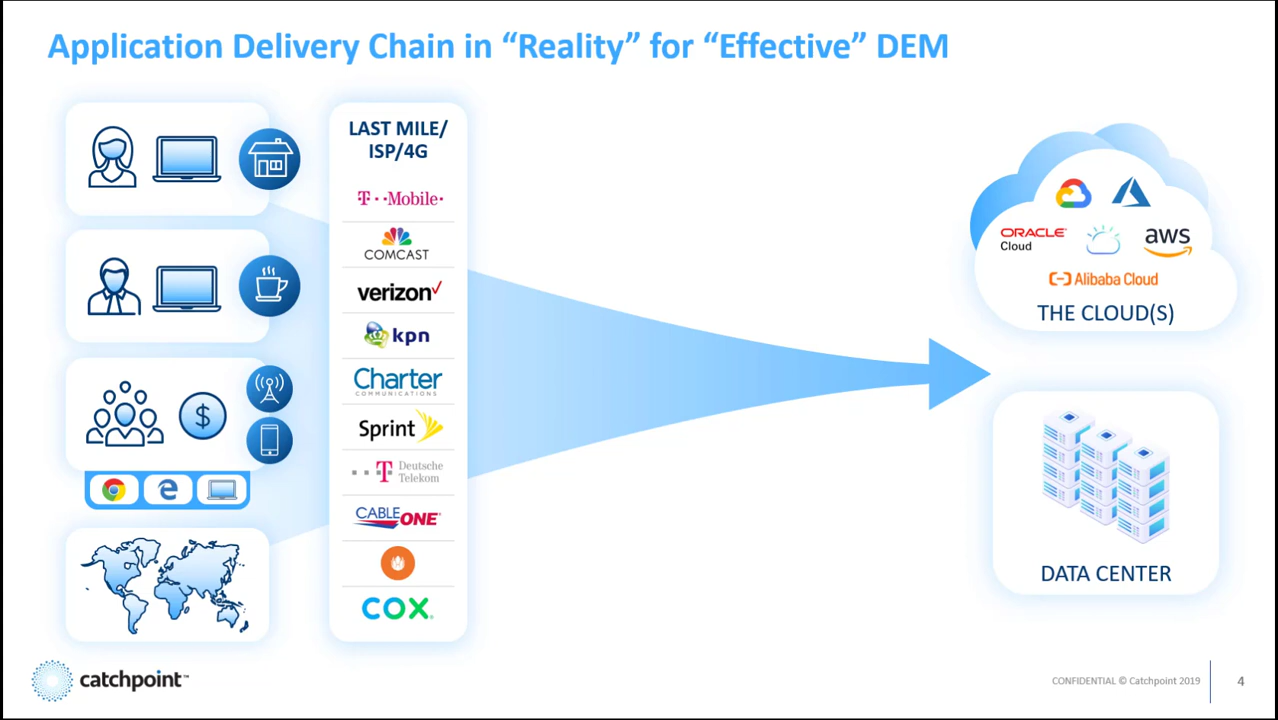 Application Delivery Chain in “Reality” for “Effective” DEM
LAST MILE/
ISP/4G
T··Mobile·
COMCAST
verizon
kpn
Charter
COMMUNICATIONS
Sprint
T Deutsche
Telekom
CABLE ONE
COX
$
ORACLE
Cloud
aws
Alibaba Cloud
THE CLOUD(S)
DATA CENTER
catchpoint™
CONFIDENTIAL © Catchpoint 2019
4